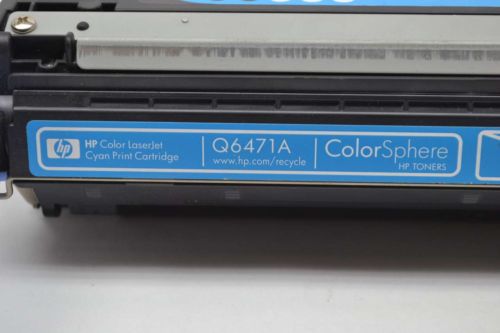 hp
HP Color LaserJet
Cyan Print Cartridge
Q6471A
www.hp.com/recycle
ColorSphere
HP TONERS